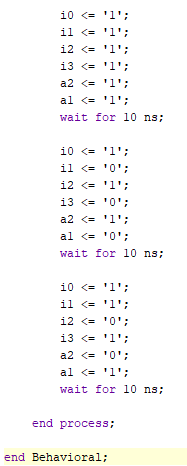 i0 <= '1';
i1 <= '1';
i2 <= '1';
i3 <= '1';
a2 <= '1';
a1 <= '1';
wait for 10 ns;
i0 <= '1';
i1 <= '0';
i2 <= '1';
i3 <= '0';
a2 <= '1';
a1 <= '0';
wait for 10 ns;
i0 <= '1';
i1 <= '1';
i2 <= '0';
i3 <= '1';
a2 <= '0';
a1 <= '1';
wait for 10 ns;
end process;
end Behavioral;